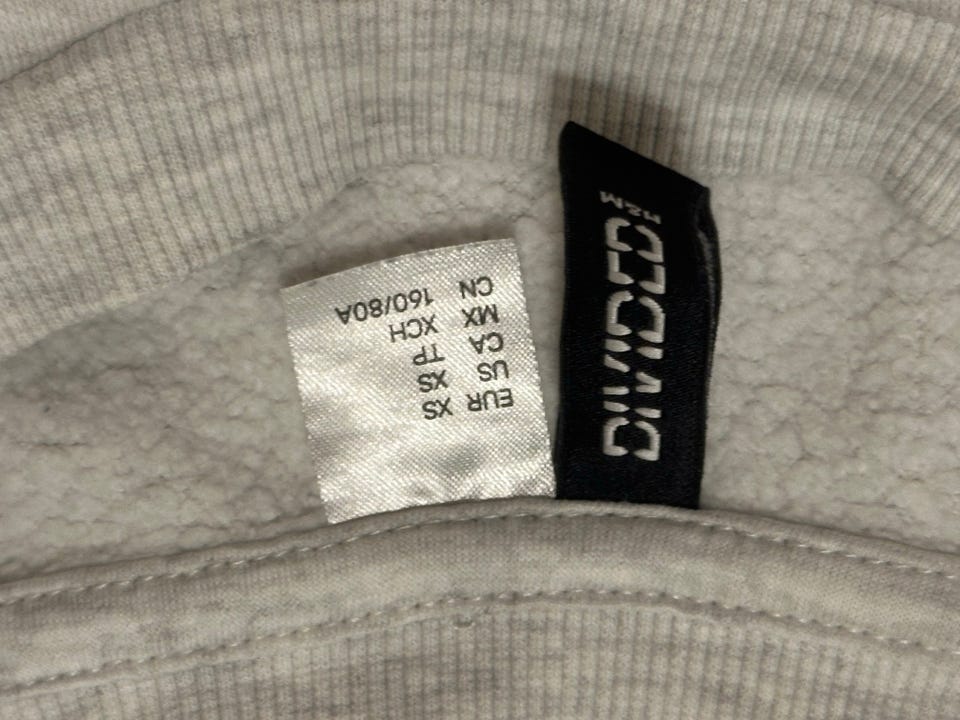 EUR XS
US XS
CA TP
MX XCH
CN 160/80A
DIVIDED
H&M